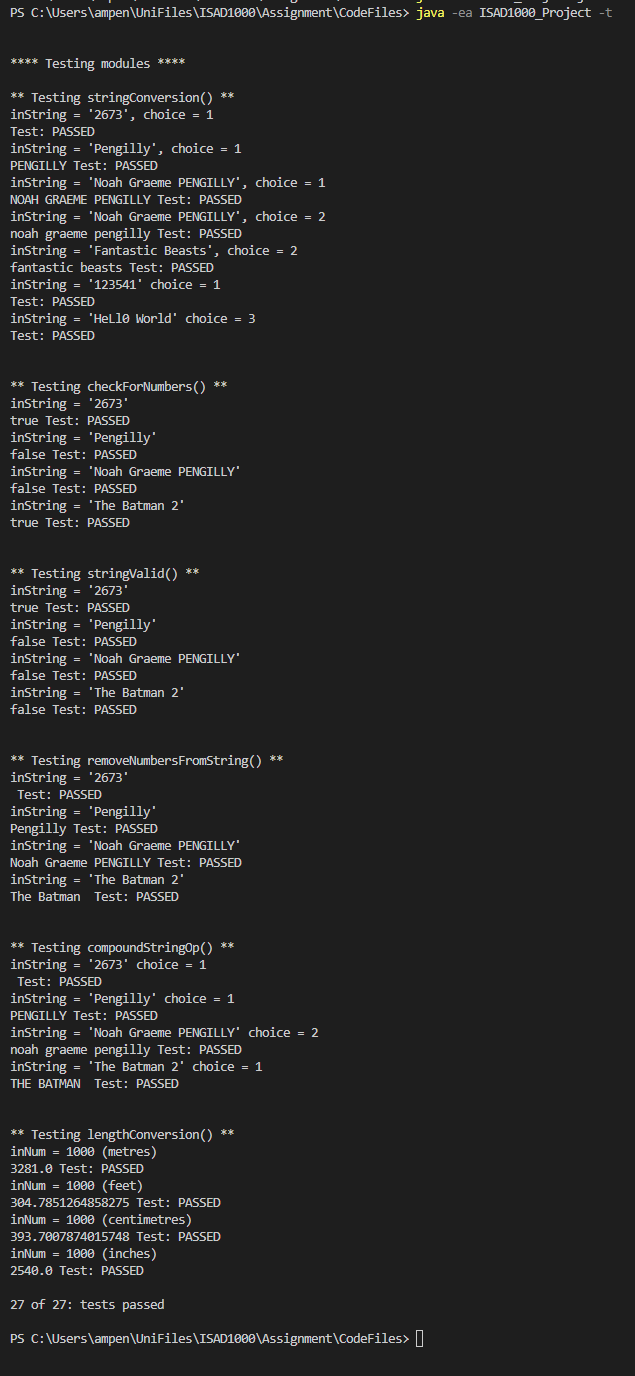 PS C:\Users\ampen\UniFiles\ISAD1000\Assignment\CodeFiles> java -ea ISAD1000_Project -t
**** Testing modules ****
** Testing stringConversion() **
inString = '2673', choice = 1
Test: PASSED
inString = 'Pengilly', choice = 1
PENGILLY Test: PASSED
inString = 'Noah Graeme PENGILLY', choice = 1
NOAH GRAEME PENGILLY Test: PASSED
inString = 'Noah Graeme PENGILLY', choice = 2
noah graeme pengilly Test: PASSED
inString = 'Fantastic Beasts', choice = 2
fantastic beasts Test: PASSED
inString = '123541' choice = 1
Test: PASSED
inString = 'HeLl0 World' choice = 3
Test: PASSED
** Testing checkForNumbers() **
inString = '2673'
true Test: PASSED
inString = 'Pengilly'
false Test: PASSED
inString = 'Noah Graeme PENGILLY'
false Test: PASSED
inString = 'The Batman 2'
true Test: PASSED
** Testing stringValid() **
inString = '2673'
true Test: PASSED
inString = 'Pengilly'
false Test: PASSED
inString = 'Noah Graeme PENGILLY'
false Test: PASSED
inString = 'The Batman 2'
false Test: PASSED
** Testing removeNumbersFromString() **
inString = '2673'
 Test: PASSED
inString = 'Pengilly'
Pengilly Test: PASSED
inString = 'Noah Graeme PENGILLY'
Noah Graeme PENGILLY Test: PASSED
inString = 'The Batman 2'
The Batman  Test: PASSED
** Testing compoundStringOp() **
inString = '2673' choice = 1
 Test: PASSED
inString = 'Pengilly' choice = 1
PENGILLY Test: PASSED
inString = 'Noah Graeme PENGILLY' choice = 2
noah graeme pengilly Test: PASSED
inString = 'The Batman 2' choice = 1
THE BATMAN  Test: PASSED
** Testing lengthConversion() **
inNum = 1000 (metres)
3281.0 Test: PASSED
inNum = 1000 (feet)
304.7851264858275 Test: PASSED
inNum = 1000 (centimetres)
393.7007874015748 Test: PASSED
inNum = 1000 (inches)
2540.0 Test: PASSED
27 of 27: tests passed
PS C:\Users\ampen\UniFiles\ISAD1000\Assignment\CodeFiles>